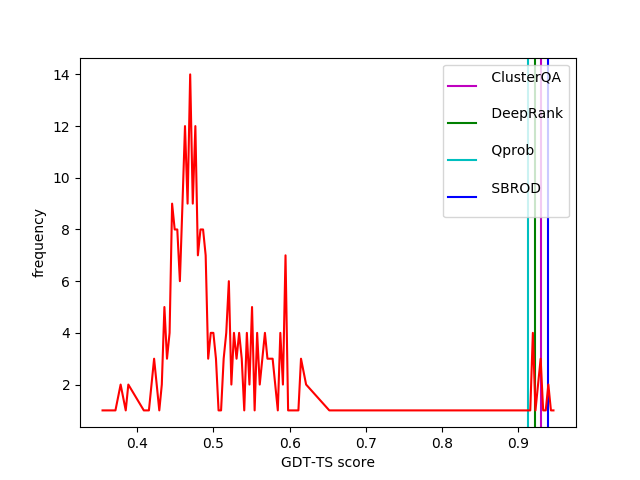 14
12
10
8
6
4
2
frequency
ClusterQA
DeepRank
Qprob
SBROD
0.4 0.5 0.6 0.7 0.8 0.9
GDT-TS score